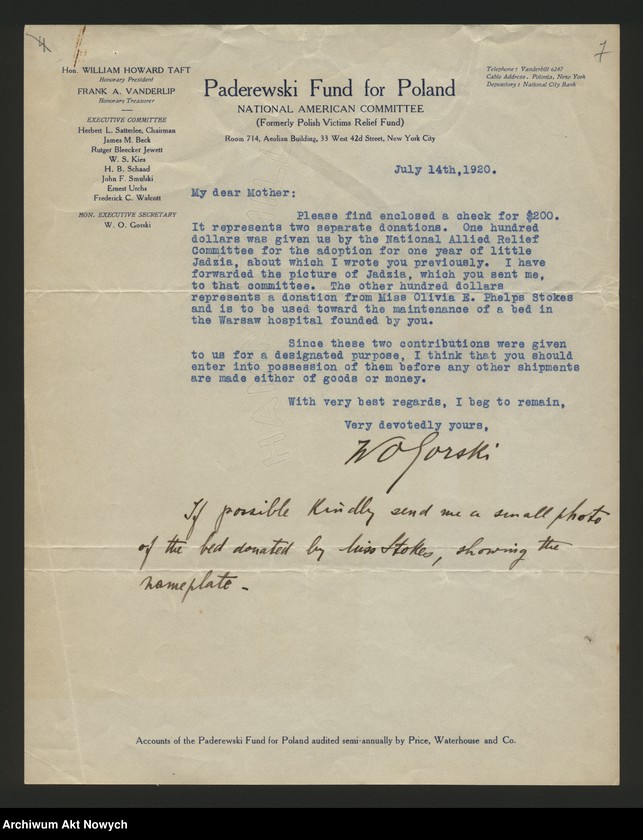 4
7
Hon. WILLIAM HOWARD TAFT
Honorary President
FRANK A. VANDERLIP
Honorary Treasurer
EXECUTIVE COMMITTEE
Herbert L. Satterlee, Chairman
James M. Beck
Rutger Bleecker Jewett
W. S. Kies
H. B. Schaad
John F. Smulski
Ernest Urchs
Frederick C. Walcott
HON. EXECUTIVE SECRETARY
W. O. Gorski
Paderewski Fund for Poland
NATIONAL AMERICAN COMMITTEE
(Formerly Polish Victims Relief Fund)
Room 714, Aeolian Building, 33 West 42d Street, New York City
Telephone: Vanderbilt 6247
Cable Address, Polonia, New York
Depository: National City Bank
July 14th,1920.
My dear Mother:
Please find enclosed a check for $200.
It represents two separate donations. One hundred
dollars was given us by the National Allied Relief
Committee for the adoption for one year of little
Jadzia, about which I wrote you previously. I have
forwarded the picture of Jadzia, which you sent me,
to that committee. The other hundred dollars
represents a donation from Miss Olivia E. Phelps Stokes
and is to be used toward the maintenance of a bed in
the Warsaw hospital founded by you.
Since these two contributions were given
to us for a designated purpose, I think that you should
enter into possession of them before any other shipments
are made either of goods or money.
With very best regards, I beg to remain,
Very devotedly yours,
W O Gorski
If possible kindly send me a small photo
of the bed donated by Miss Stokes, showing the
nameplate -
Accounts of the Paderewski Fund for Poland audited semi-annually by Price, Waterhouse and Co.
Archiwum Akt Nowych